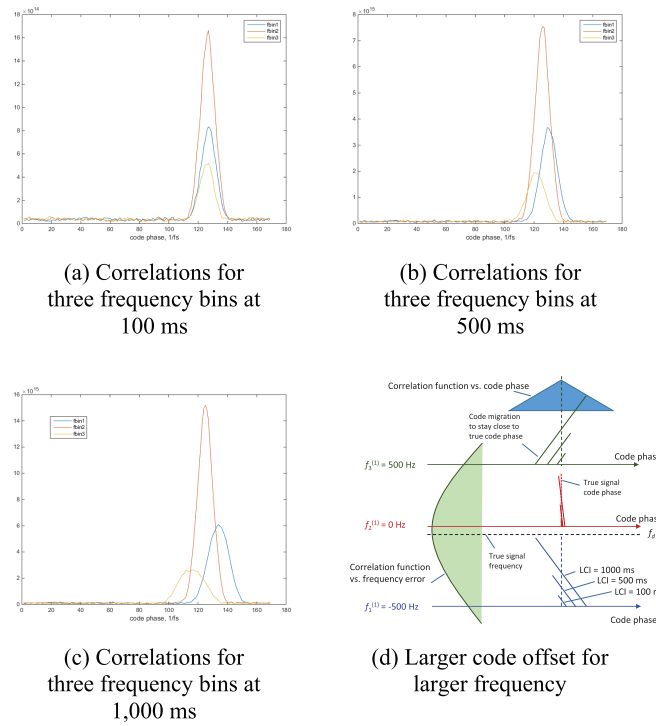 18
×10^14
fbin1
fbin2
fbin3
16
14
12
10
8
6
4
2
0
0 20 40 60 80 100 120 140 160 180
code phase, 1/fs
(a) Correlations for
three frequency bins at
100 ms
8
×10^15
fbin1
fbin2
fbin3
7
6
5
4
3
2
1
0
0 20 40 60 80 100 120 140 160 180
code phase, 1/fs
(b) Correlations for
three frequency bins at
500 ms
16
×10^15
fbin1
fbin2
fbin3
14
12
10
8
6
4
2
0
0 20 40 60 80 100 120 140 160 180
code phase, 1/fs
(c) Correlations for
three frequency bins at
1,000 ms
Correlation function vs. code phase
Code migration
to stay close to
true code phase
Code phas
f₃⁽¹⁾ = 500 Hz
True signal
code phase
Code phas
f₂⁽¹⁾ = 0 Hz
f_d
True signal
frequency
Correlation function
vs. frequency error
LCI = 1000 ms
LCI = 500 ms
LCI = 100 m
f₁⁽¹⁾ = -500 Hz
Code phas
(d) Larger code offset for
larger frequency